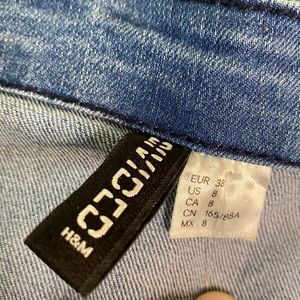 DIVIDED
H&M
EUR 38
US 8
CA 8
CN 165/88A
MX 8